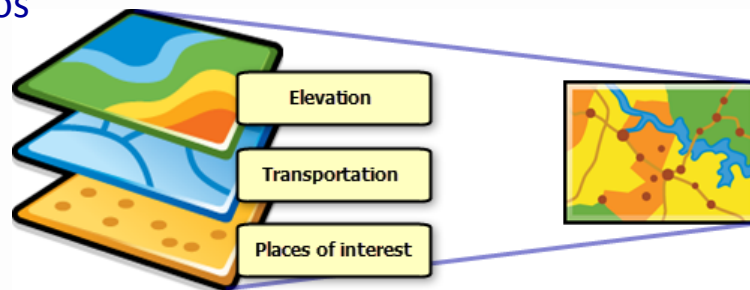 Elevation
Transportation
Places of interest